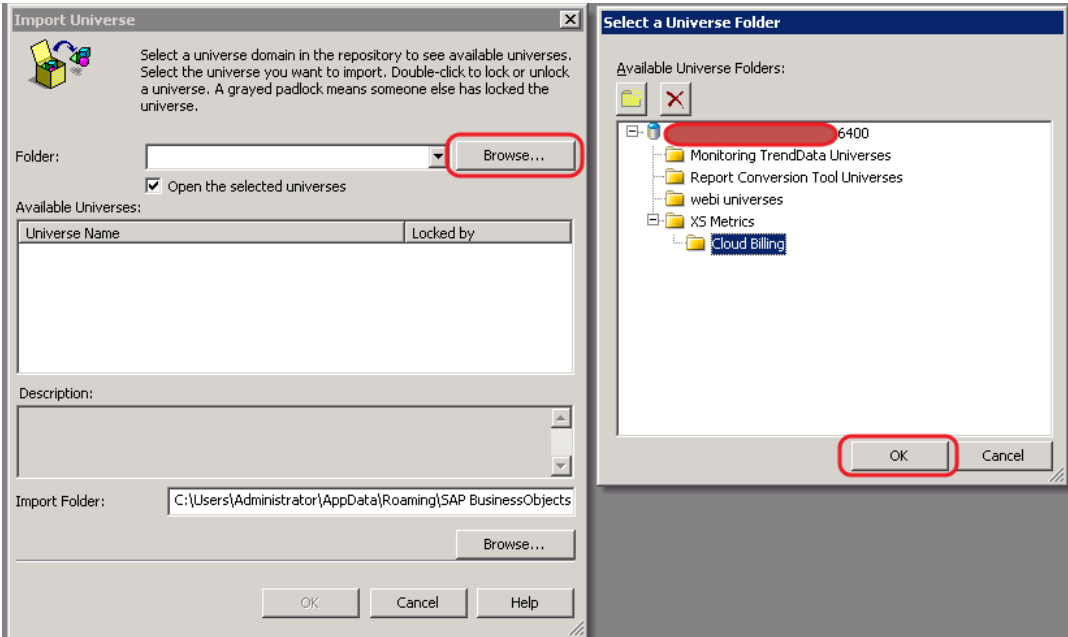 Import Universe
Select a universe domain in the repository to see available universes.
Select the universe you want to import. Double-click to lock or unlock
a universe. A grayed padlock means someone else has locked the
universe.
Folder:
Browse...
Open the selected universes
Available Universes:
Universe Name
Locked by
Description:
Import Folder:
C:\Users\Administrator\AppData\Roaming\SAP BusinessObjects
Browse...
OK
Cancel
Help
Select a Universe Folder
Available Universe Folders:
6400
Monitoring TrendData Universes
Report Conversion Tool Universes
webi universes
XS Metrics
Cloud Billing
OK
Cancel